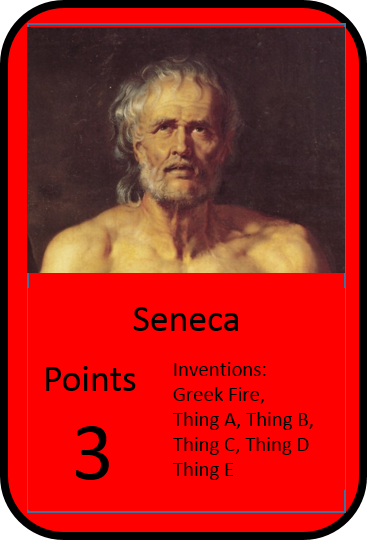 Seneca
Points
3
Inventions:
Greek Fire,
Thing A, Thing B,
Thing C, Thing D
Thing E